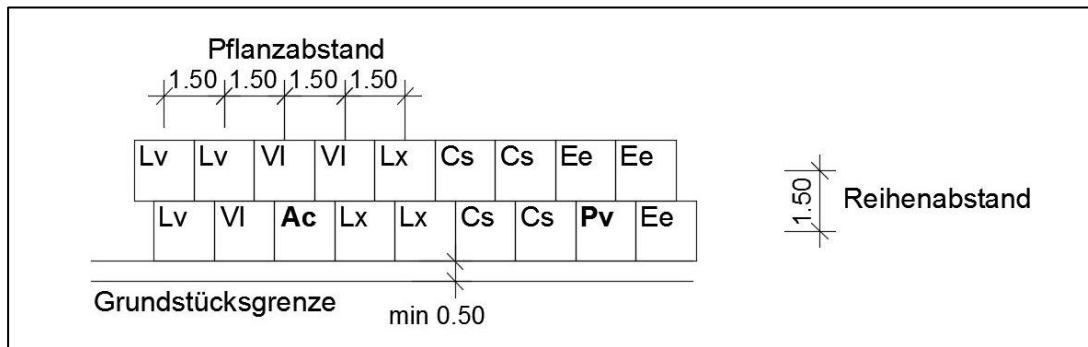 Pflanzabstand
1.50 1.50 1.50 1.50
Lv Lv Vl Vl Lx Cs Cs Ee Ee
Lv Vl Ac Lx Lx Cs Cs Pv Ee
1.50
Reihenabstand
Grundstücksgrenze
min 0.50